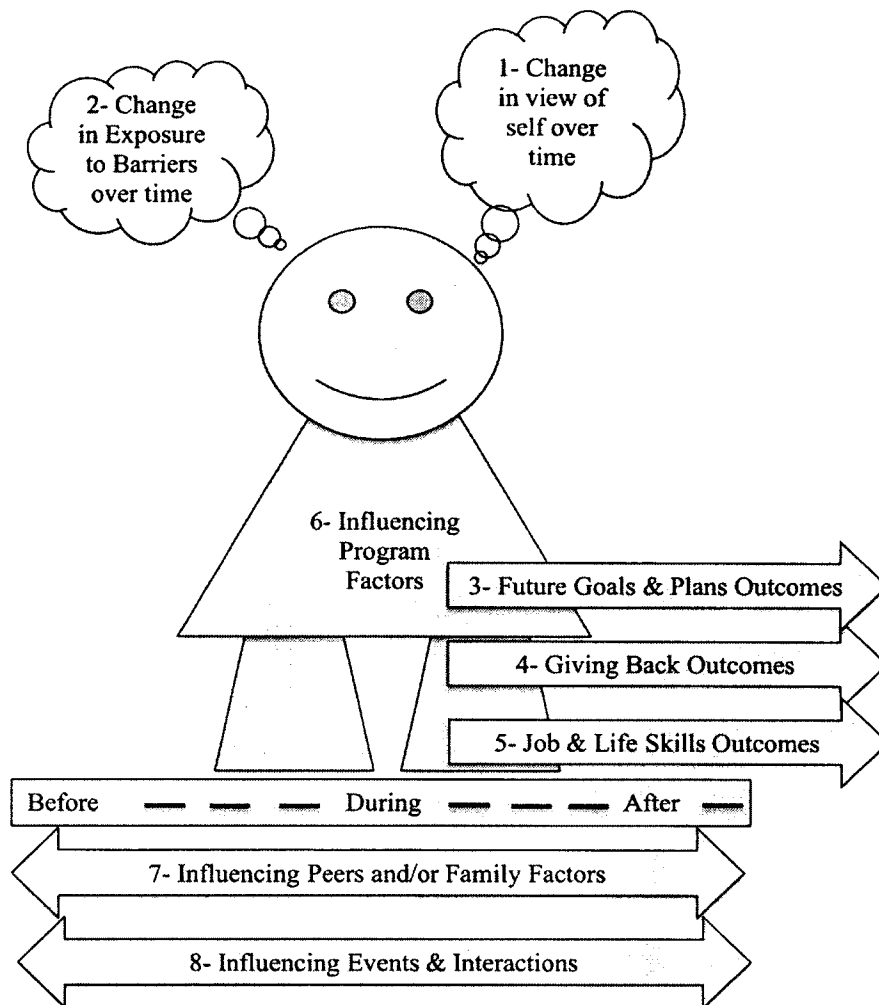 2- Change
in Exposure
to Barriers
over time
1- Change
in view of
self over
time
6- Influencing
Program
Factors
3- Future Goals & Plans Outcomes
4- Giving Back Outcomes
5- Job & Life Skills Outcomes
Before During After
7- Influencing Peers and/or Family Factors
8- Influencing Events & Interactions